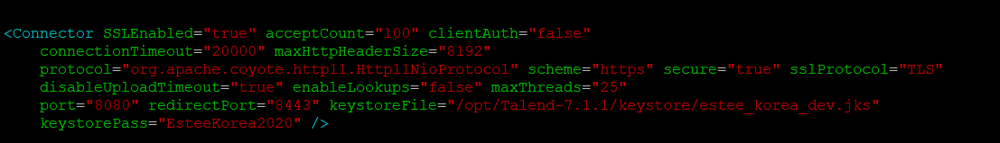 <Connector SSLEnabled="true" acceptCount="100" clientAuth="false"
connectionTimeout="20000" maxHttpHeaderSize="8192"
protocol="org.apache.coyote.http11.Http11NioProtocol" scheme="https" secure="true" sslProtocol="TLS"
disableUploadTimeout="true" enableLookups="false" maxThreads="25"
port="8080" redirectPort="8443" keystoreFile="/opt/Talend-7.1.1/keystore/estee_korea_dev.jks"
keystorePass="EsteeKorea2020" />